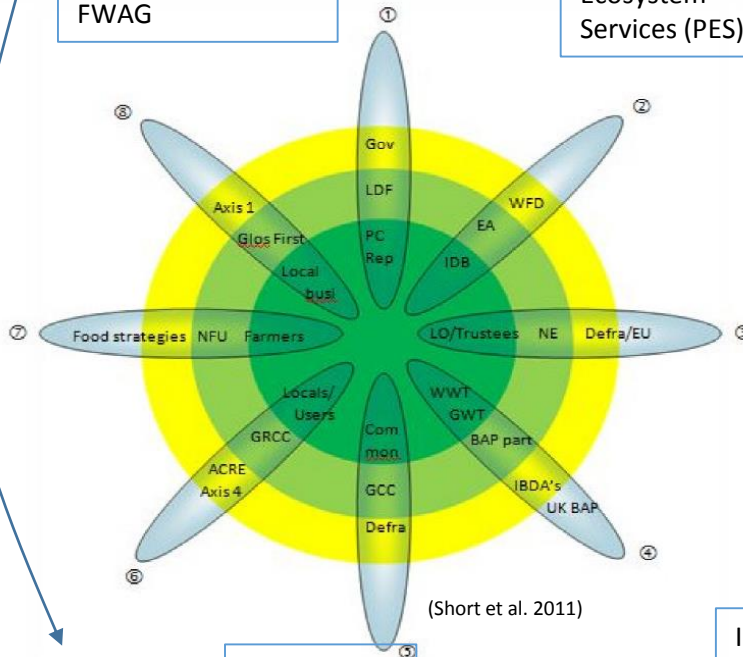 FWAG
Ecosystem
Services (PES)
①
②
③
④
⑤
⑥
⑦
⑧
Gov
LDF
PC
Rep
WFD
EA
IDB
LO/Trustees NE Defra/EU
WWT
GWT
BAP part
IBDA's
UK BAP
Com
mon
GCC
Defra
Locals/
Users
GRCC
ACRE
Axis 4
Food strategies NFU Farmers
Axis 1
Glos First
Local
busi
(Short et al. 2011)